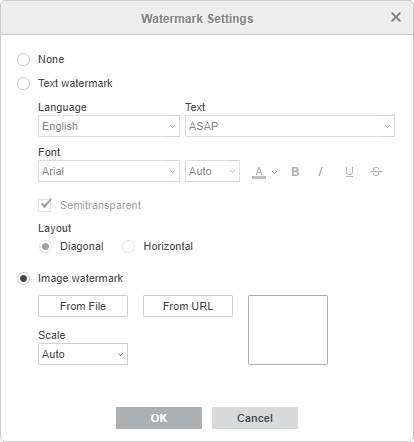 Watermark Settings
None
Text watermark
Language Text
English ASAP
Font
Arial Auto A B I U S
Semitransparent
Layout
Diagonal Horizontal
Image watermark
From File From URL
Scale
Auto
OK Cancel